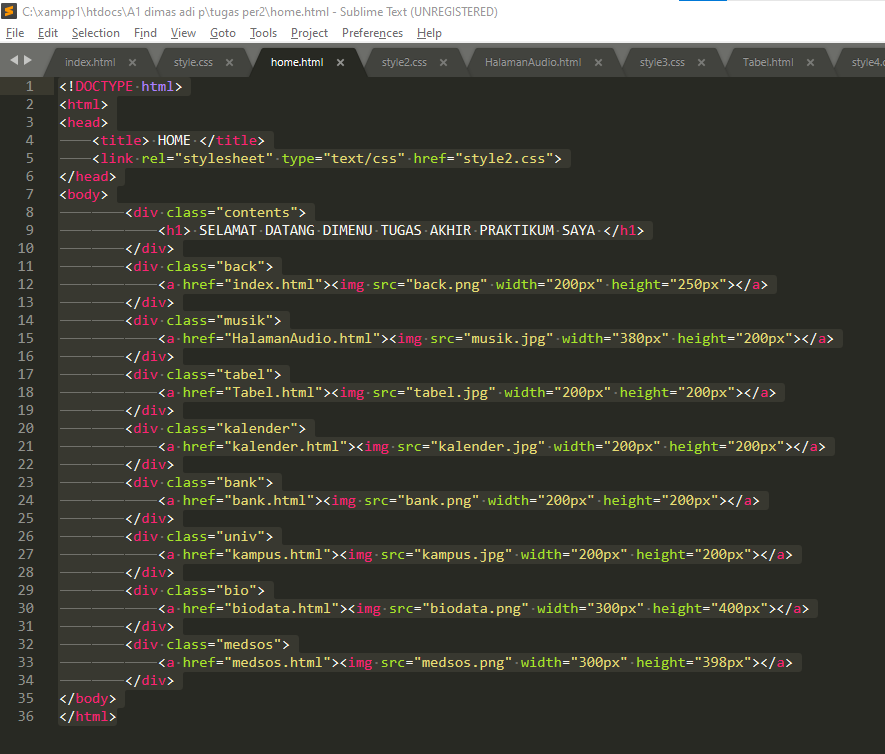 C:\xampp1\htdocs\A1 dimas adi p\tugas per2\home.html - Sublime Text (UNREGISTERED)
File Edit Selection Find View Goto Tools Project Preferences Help
index.html style.css home.html style2.css HalamanAudio.html style3.css Tabel.html style4.c
1 <!DOCTYPE html>
2 <html>
3 <head>
4 <title> HOME </title>
5 <link rel="stylesheet" type="text/css" href="style2.css">
6 </head>
7 <body>
8 <div class="contents">
9 <h1> SELAMAT DATANG DIMENU TUGAS AKHIR PRAKTIKUM SAYA </h1>
10 </div>
11 <div class="back">
12 <a href="index.html"><img src="back.png" width="200px" height="250px"></a>
13 </div>
14 <div class="musik">
15 <a href="HalamanAudio.html"><img src="musik.jpg" width="380px" height="200px"></a>
16 </div>
17 <div class="tabel">
18 <a href="Tabel.html"><img src="tabel.jpg" width="200px" height="200px"></a>
19 </div>
20 <div class="kalender">
21 <a href="kalender.html"><img src="kalender.jpg" width="200px" height="200px"></a>
22 </div>
23 <div class="bank">
24 <a href="bank.html"><img src="bank.png" width="200px" height="200px"></a>
25 </div>
26 <div class="univ">
27 <a href="kampus.html"><img src="kampus.jpg" width="200px" height="200px"></a>
28 </div>
29 <div class="bio">
30 <a href="biodata.html"><img src="biodata.png" width="300px" height="400px"></a>
31 </div>
32 <div class="medsos">
33 <a href="medsos.html"><img src="medsos.png" width="300px" height="398px"></a>
34 </div>
35 </body>
36 </html>